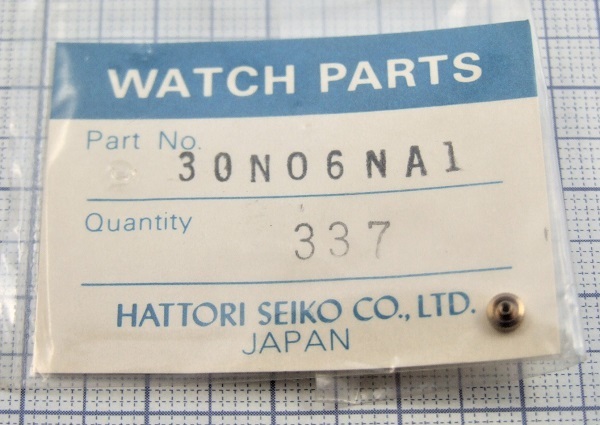 WATCH PARTS
Part No. 30N06NA1
Quantity 337
HATTORI SEIKO CO., LTD.
JAPAN